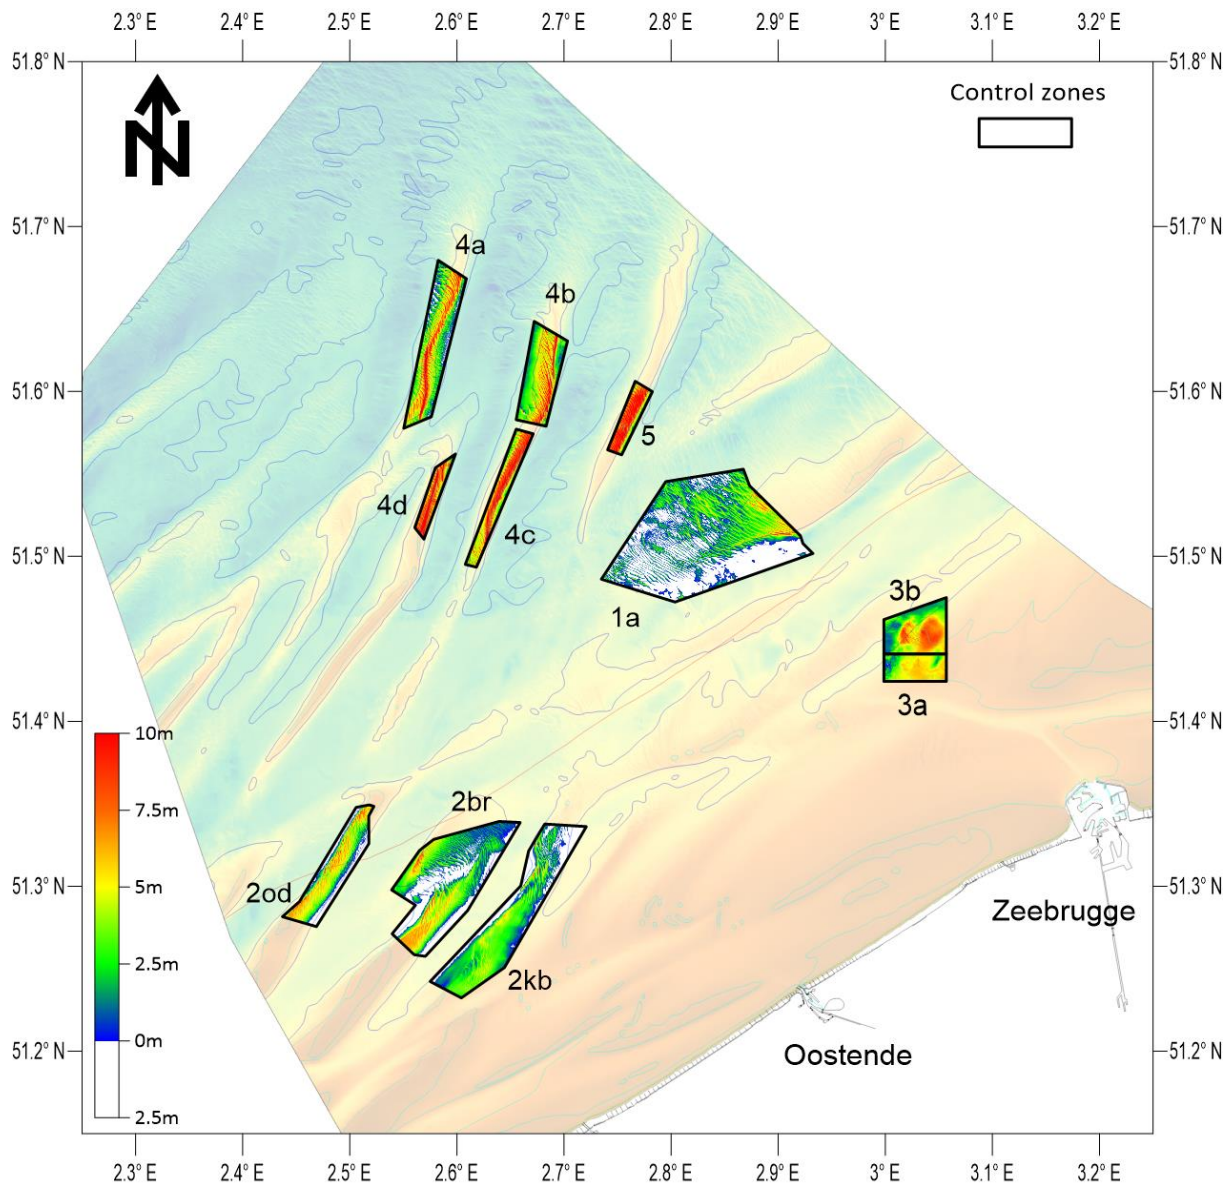 2.3° E 2.4° E 2.5° E 2.6° E 2.7° E 2.8° E 2.9° E 3° E 3.1° E 3.2° E
51.8° N 51.8° N
N
Control zones
51.7° N 51.7° N
4a
4b
51.6° N 51.6° N
5
4d
4c
51.5° N 51.5° N
1a
3b
3a
51.4° N 51.4° N
10m
7.5m
5m
2.5m
0m
2.5m
2br
2od
51.3° N 51.3° N
Zeebrugge
2kb
51.2° N 51.2° N
Oostende
2.3° E 2.4° E 2.5° E 2.6° E 2.7° E 2.8° E 2.9° E 3° E 3.1° E 3.2° E